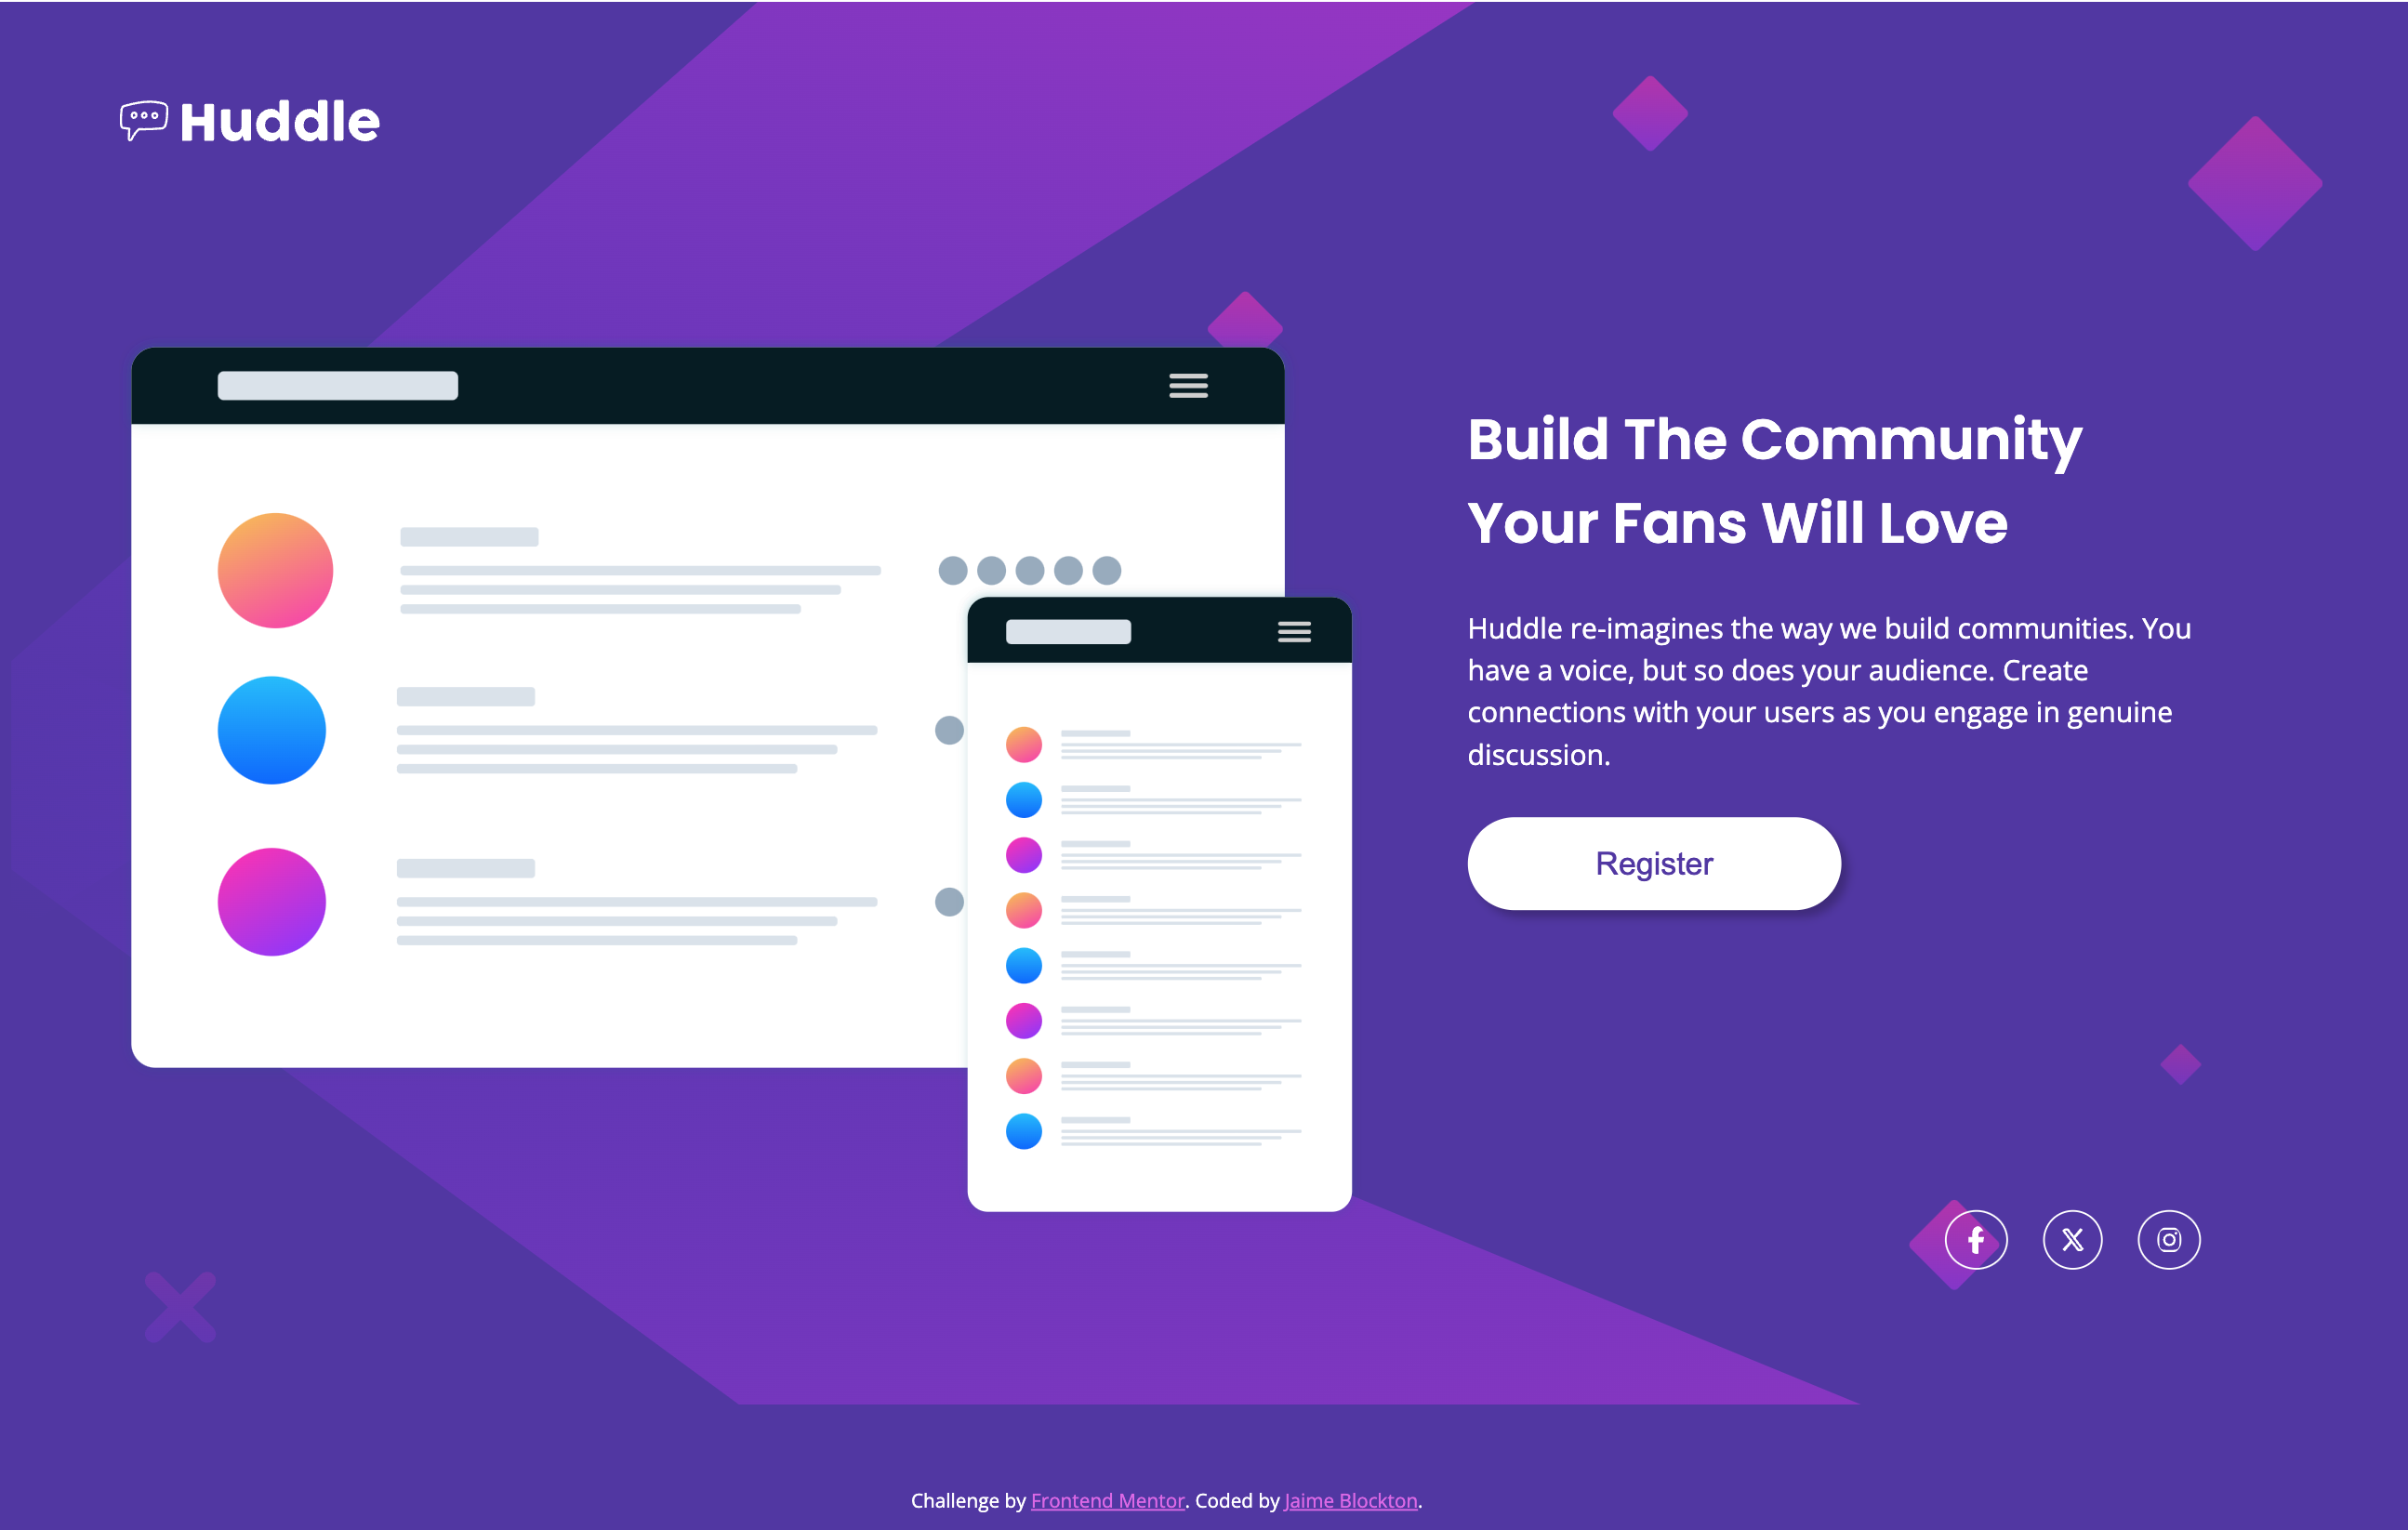 Huddle
Build The Community
Your Fans Will Love
Huddle re-imagines the way we build communities. You
have a voice, but so does your audience. Create
connections with your users as you engage in genuine
discussion.
Register
Challenge by Frontend Mentor. Coded by Jaime Blockton.